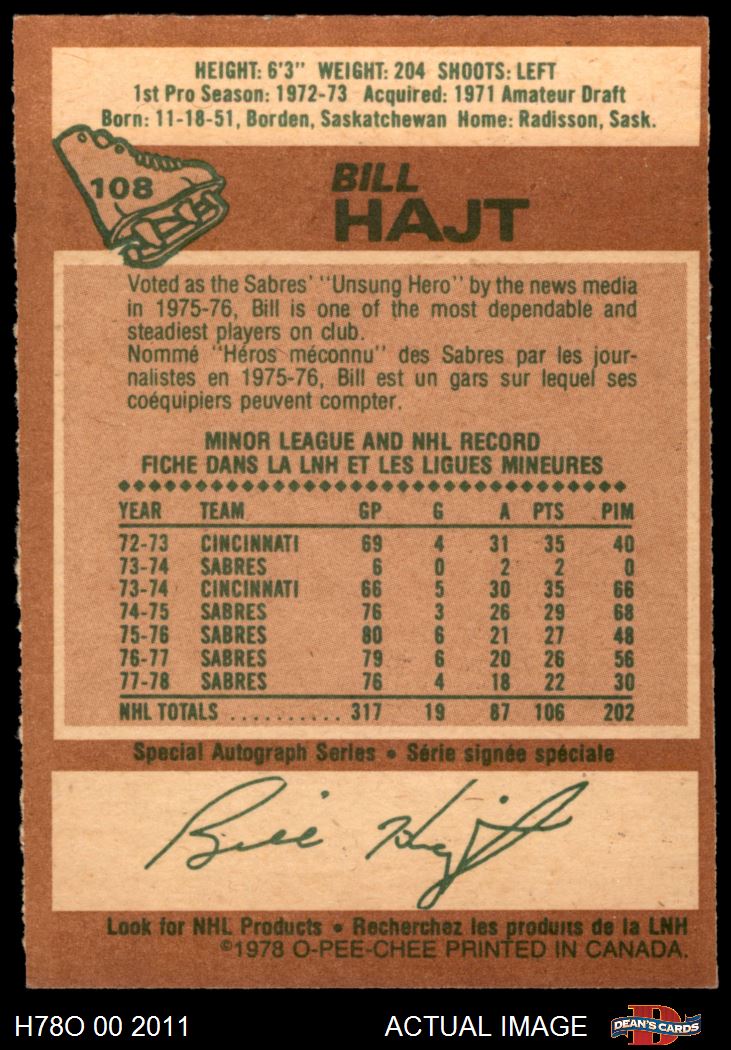 HEIGHT: 6'3" WEIGHT: 204 SHOOTS: LEFT
1st Pro Season: 1972-73 Acquired: 1971 Amateur Draft
Born: 11-18-51, Borden, Saskatchewan Home: Radisson, Sask.
108
BILL
HAJT
Voted as the Sabres' "Unsung Hero" by the news media
in 1975-76, Bill is one of the most dependable and
steadiest players on club.
Nommé "Héros méconnu" des Sabres par les jour-
nalistes en 1975-76, Bill est un gars sur lequel ses
coéquipiers peuvent compter.
MINOR LEAGUE AND NHL RECORD
FICHE DANS LA LNH ET LES LIGUES MINEURES
YEAR TEAM GP G A PTS PIM
72-73 CINCINNATI 69 4 31 35 40
73-74 SABRES 6 0 2 2 0
73-74 CINCINNATI 66 5 30 35 66
74-75 SABRES 76 3 26 29 68
75-76 SABRES 80 6 21 27 48
76-77 SABRES 79 6 20 26 56
77-78 SABRES 76 4 18 22 30
NHL TOTALS .......... 317 19 87 106 202
Special Autograph Series • Série signée spéciale
Bill Hajt
Look for NHL Products • Recherchez les produits de la LNH
©1978 O-PEE-CHEE PRINTED IN CANADA.
H78O 00 2011 ACTUAL IMAGE
D
DEAN'S CARDS